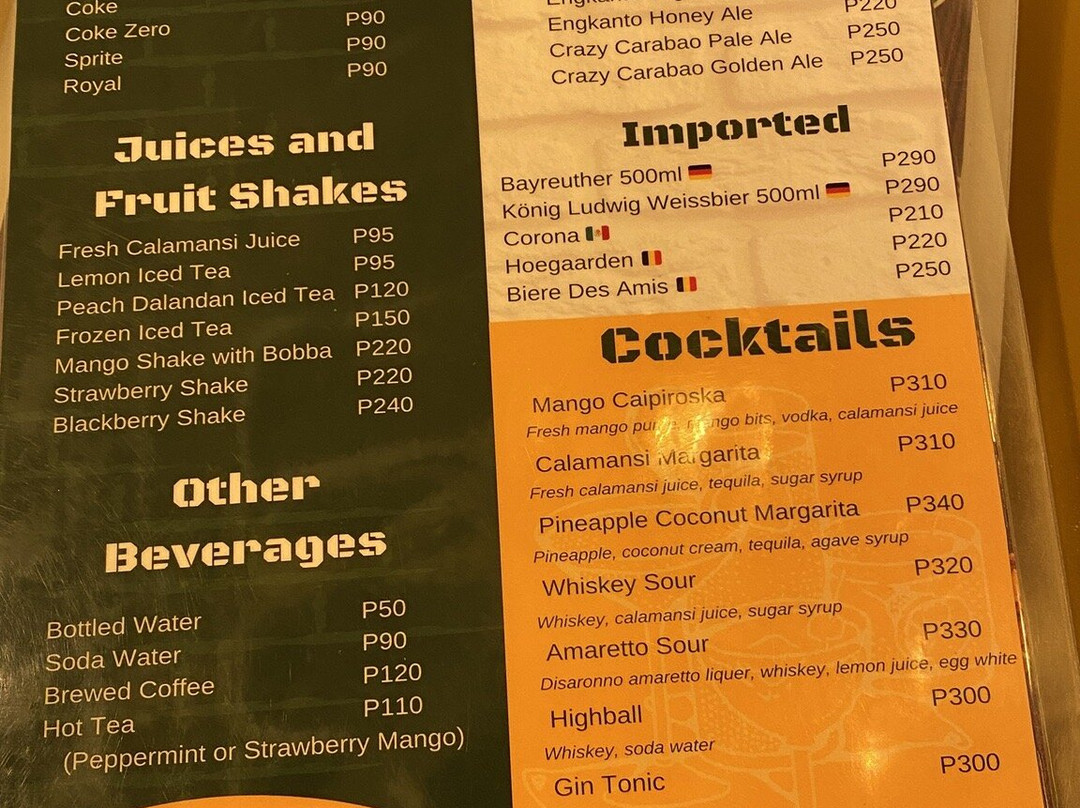 Coke
Coke Zero P90
Sprite P90
Royal P90
Juices and
Fruit Shakes
Fresh Calamansi Juice P95
Lemon Iced Tea P95
Peach Dalandan Iced Tea P120
Frozen Iced Tea P150
Mango Shake with Bobba P220
Strawberry Shake P220
Blackberry Shake P240
Other
Beverages
Bottled Water P50
Soda Water P90
Brewed Coffee P120
Hot Tea P110
(Peppermint or Strawberry Mango)
Engkanto Honey Ale P220
Crazy Carabao Pale Ale P250
Crazy Carabao Golden Ale P250
Imported
Bayreuther 500ml P290
König Ludwig Weissbier 500ml P290
Corona P210
Hoegaarden P220
Biere Des Amis P250
Cocktails
Mango Caipiroska P310
Fresh mango mango bits, vodka, calamansi juice
Calamansi Margarita P310
Fresh calamansi juice, tequila, sugar syrup
Pineapple Coconut Margarita P340
Pineapple, coconut cream, tequila, agave syrup
Whiskey Sour P320
Whiskey, calamansi juice, sugar syrup
Amaretto Sour P330
Disaronno amaretto liquer, whiskey, lemon juice, egg white
Highball P300
Whiskey, soda water
Gin Tonic P300